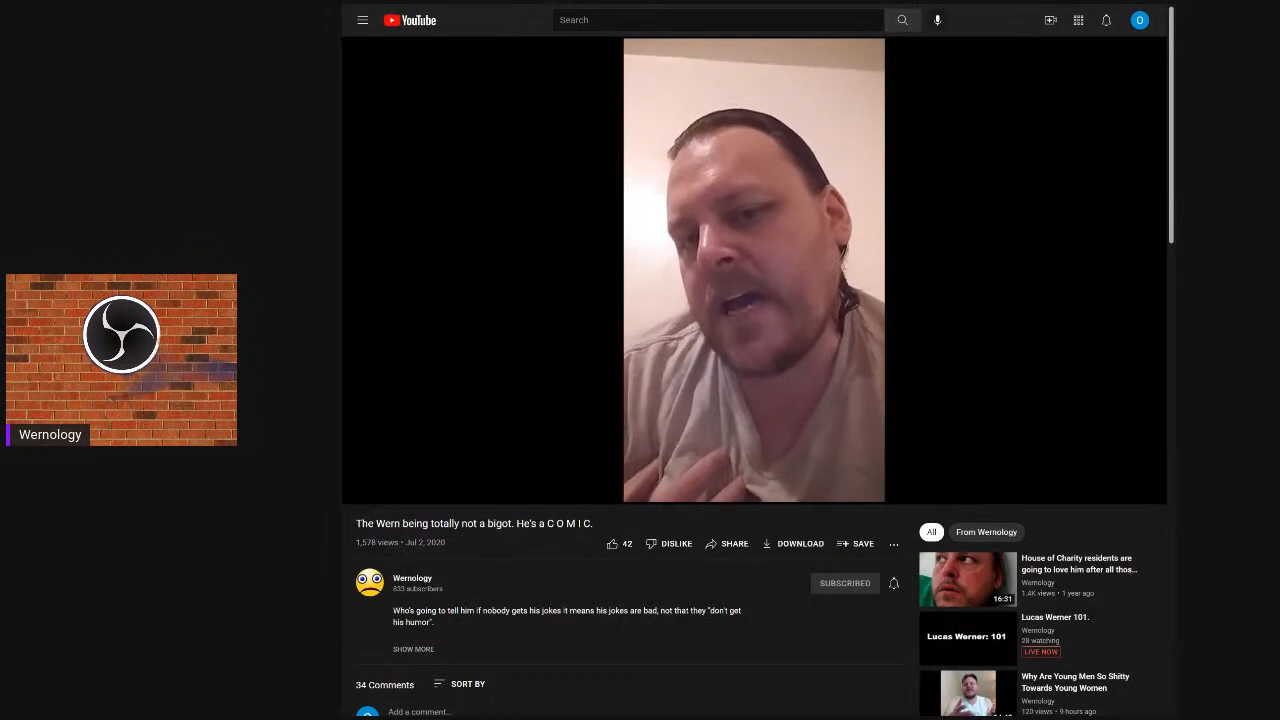 YouTube
Search
O
Wernology
The Wern being totally not a bigot. He's a C O M I C.
1,578 views • Jul 2, 2020
42
DISLIKE
SHARE
DOWNLOAD
SAVE
All
From Wernology
Wernology
833 subscribers
SUBSCRIBED
Who's going to tell him if nobody gets his jokes it means his jokes are bad, not that they "don't get
his humor".
SHOW MORE
34 Comments
SORT BY
Add a comment...
16:31
House of Charity residents are
going to love him after all thos...
Wernology
1.4K views • 1 year ago
Lucas Werner: 101
Lucas Werner 101.
Wernology
28 watching
LIVE NOW
Why Are Young Men So Shitty
Towards Young Women
Wernology
120 views • 9 hours ago